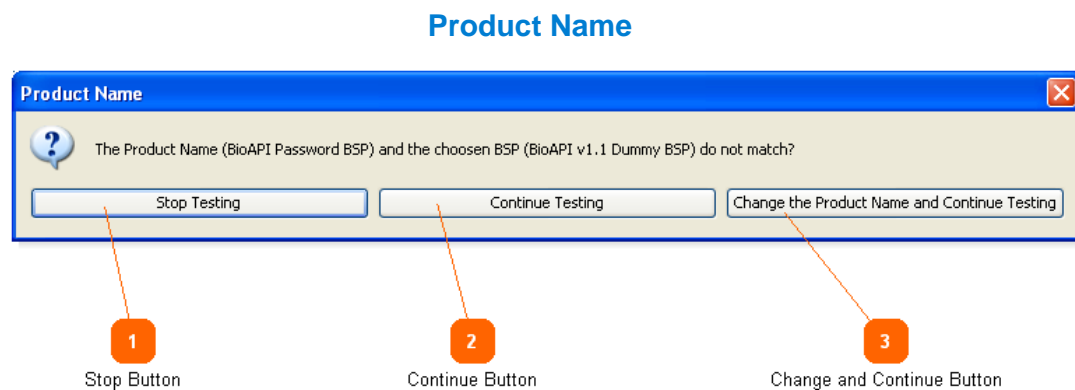 Product Name
Product Name
The Product Name (BioAPI Password BSP) and the choosen BSP (BioAPI v1.1 Dummy BSP) do not match?
Stop Testing Continue Testing Change the Product Name and Continue Testing
1 2 3
Stop Button Continue Button Change and Continue Button